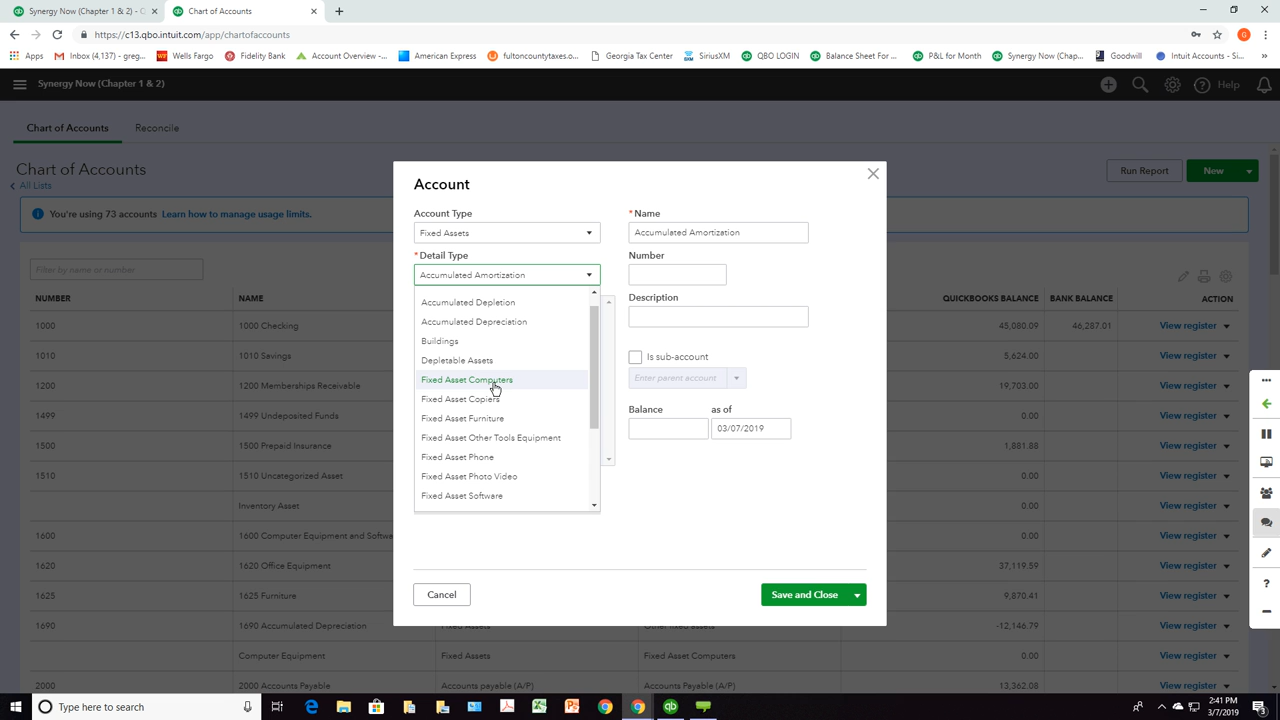 Synergy Now (Chapter 1 & 2) - C
Chart of Accounts
https://c13.qbo.intuit.com/app/chartofaccounts
Apps
Inbox (4,137) - greg...
Wells Fargo
Fidelity Bank
Account Overview -...
American Express
fultoncountytaxes.o...
Georgia Tax Center
SiriusXM
QBO LOGIN
Balance Sheet For ...
P&L for Month
Synergy Now (Chap...
Goodwill
Intuit Accounts - Si...
Synergy Now (Chapter 1 & 2)
Help
Chart of Accounts
Reconcile
Chart of Accounts
All Lists
Run Report
New
You're using 73 accounts Learn how to manage usage limits.
Filter by name or number
NUMBER NAME QUICKBOOKS BALANCE BANK BALANCE ACTION
1000 1000 Checking 45,080.09 46,287.01 View register
1010 1010 Savings 5,624.00 View register
1200 1200 Memberships Receivable 19,703.00 View register
1499 1499 Undeposited Funds 0.00 View register
1500 1500 Prepaid Insurance 1,881.88 View register
1510 1510 Uncategorized Asset 0.00 View register
Inventory Asset 0.00 View register
1600 1600 Computer Equipment and Softwa 0.00 View register
1620 1620 Office Equipment 37,119.59 View register
1625 1625 Furniture 9,870.41 View register
1690 1690 Accumulated Depreciation Fixed Assets Other fixed assets -12,146.79 View register
Computer Equipment Fixed Assets Fixed Asset Computers 0.00 View register
2000 2000 Accounts Payable Accounts payable (A/P) Accounts Payable (A/P) 13,362.08 View register
Account
Account Type
Fixed Assets
*Detail Type
Accumulated Amortization
Accumulated Depletion
Accumulated Depreciation
Buildings
Depletable Assets
Fixed Asset Computers
Fixed Asset Copiers
Fixed Asset Furniture
Fixed Asset Other Tools Equipment
Fixed Asset Phone
Fixed Asset Photo Video
Fixed Asset Software
*Name
Accumulated Amortization
Number
Description
Is sub-account
Enter parent account
Balance as of
03/07/2019
Cancel
Save and Close
Type here to search
2:41 PM
3/7/2019
3